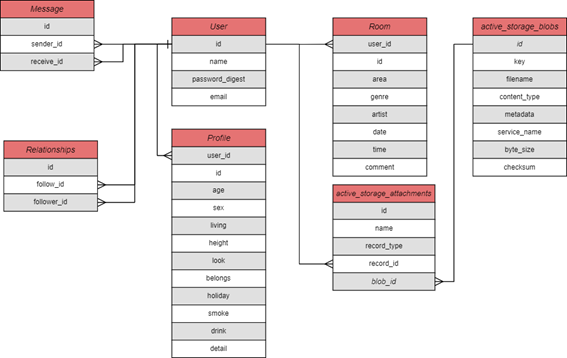 Message
id
sender_id
receive_id
User
id
name
password_digest
email
Room
user_id
id
area
genre
artist
date
time
comment
active_storage_blobs
id
key
filename
content_type
metadata
service_name
byte_size
checksum
Relationships
id
follow_id
follower_id
Profile
user_id
id
age
sex
living
height
look
belongs
holiday
smoke
drink
detail
active_storage_attachments
id
name
record_type
record_id
blob_id